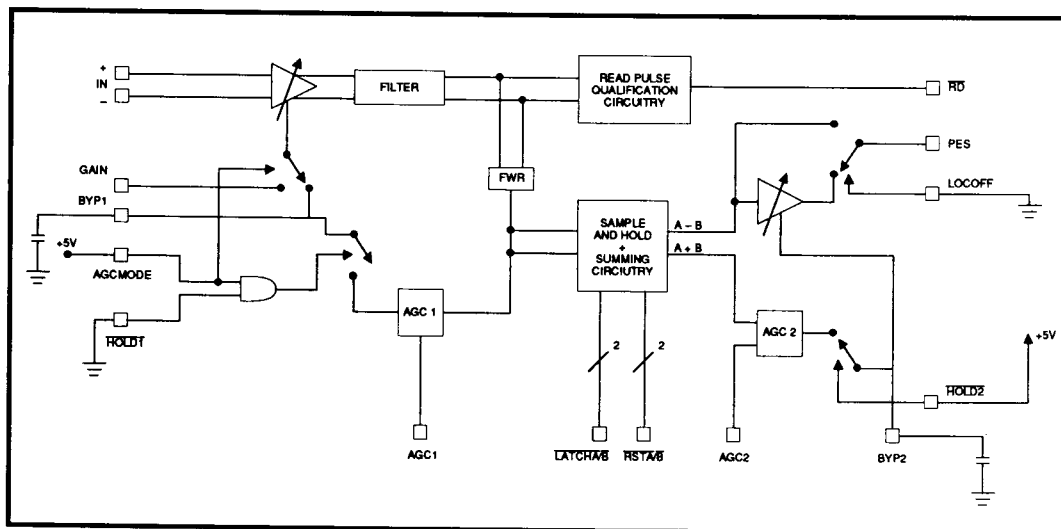 +
IN
−
FILTER
READ PULSE
QUALIFICATION
CIRCUITRY
RD
PES
GAIN
FWR
LOCOFF
BYP1
SAMPLE
AND HOLD
+
SUMMING
CIRCIUTRY
A – B
A + B
+5V
AGCMODE
AGC 1
AGC 2
+5V
HOLD1
2
2
HOLD2
AGC1
LATCHA/B
RSTA/B
AGC2
BYP2